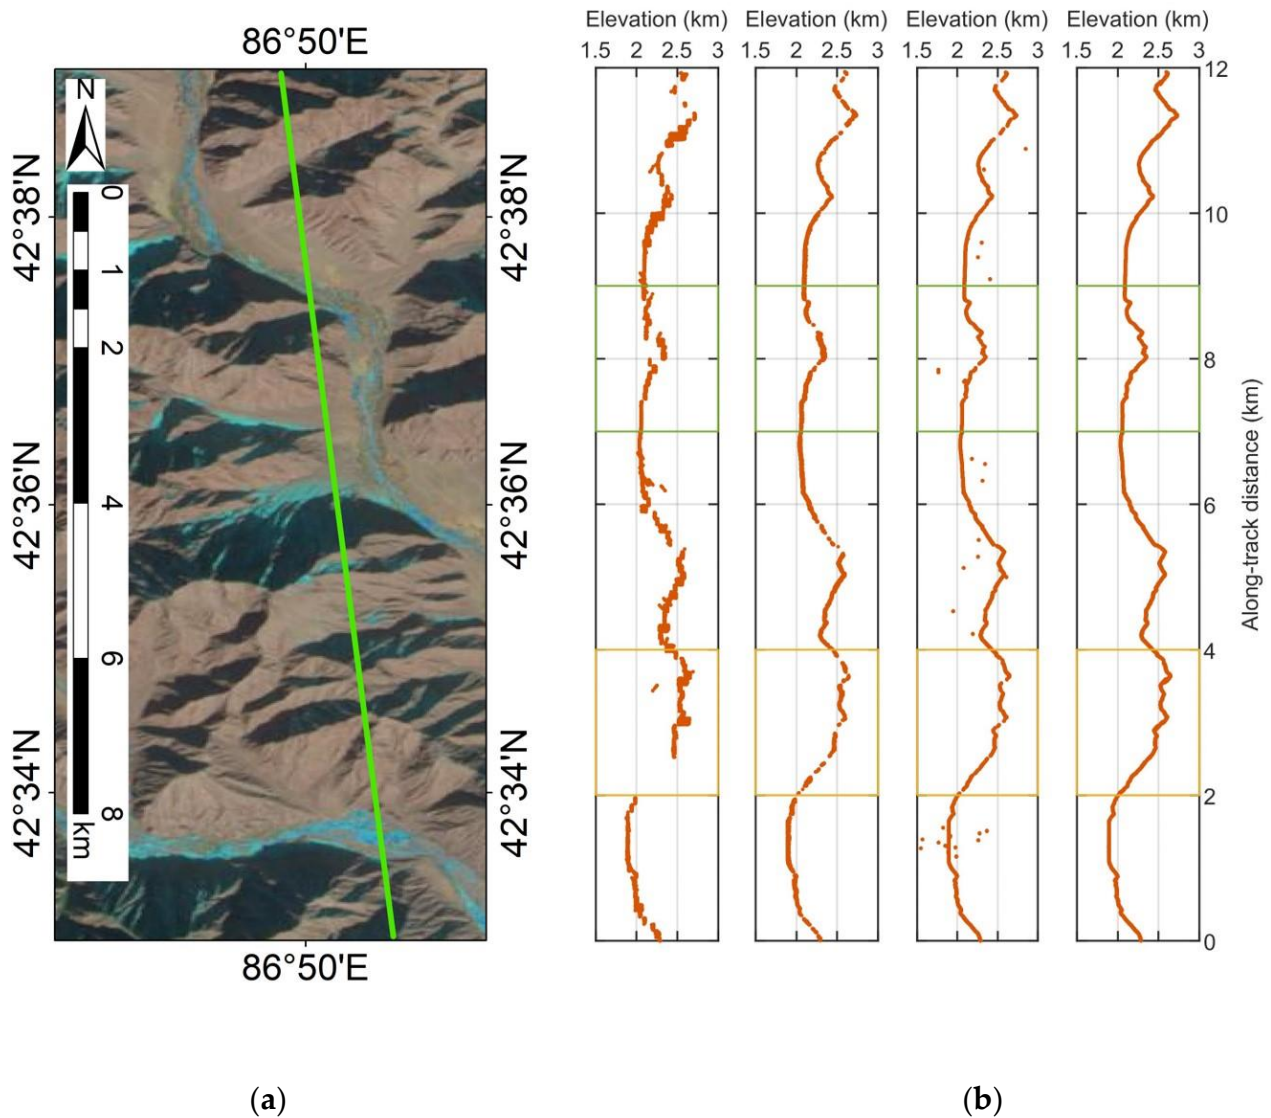 86°50'E
N
42°38'N
42°36'N
42°34'N
0
1
2
4
6
8
km
42°38'N
42°36'N
42°34'N
86°50'E
Elevation (km) Elevation (km) Elevation (km) Elevation (km)
1.5 2 2.5 3 1.5 2 2.5 3 1.5 2 2.5 3 1.5 2 2.5 3
12
10
8
6
4
2
0
Along-track distance (km)
(a) (b)